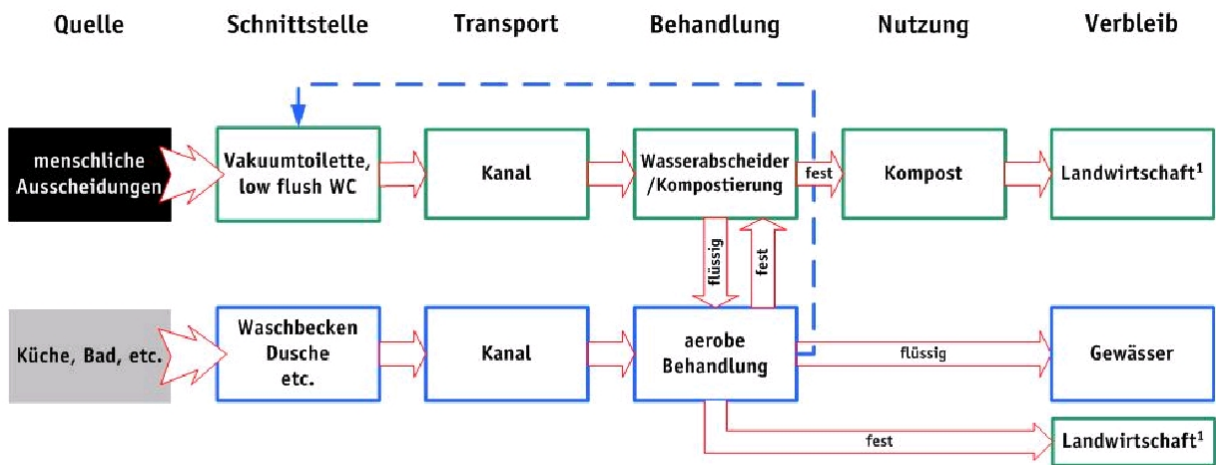 Quelle
Schnittstelle
Transport
Behandlung
Nutzung
Verbleib
menschliche
Ausscheidungen
Vakuumtoilette,
low flush WC
Kanal
Wasserabscheider
/Kompostierung
fest
Kompost
Landwirtschaft¹
flüssig
fest
Küche, Bad, etc.
Waschbecken
Dusche
etc.
Kanal
aerobe
Behandlung
flüssig
Gewässer
fest
Landwirtschaft¹